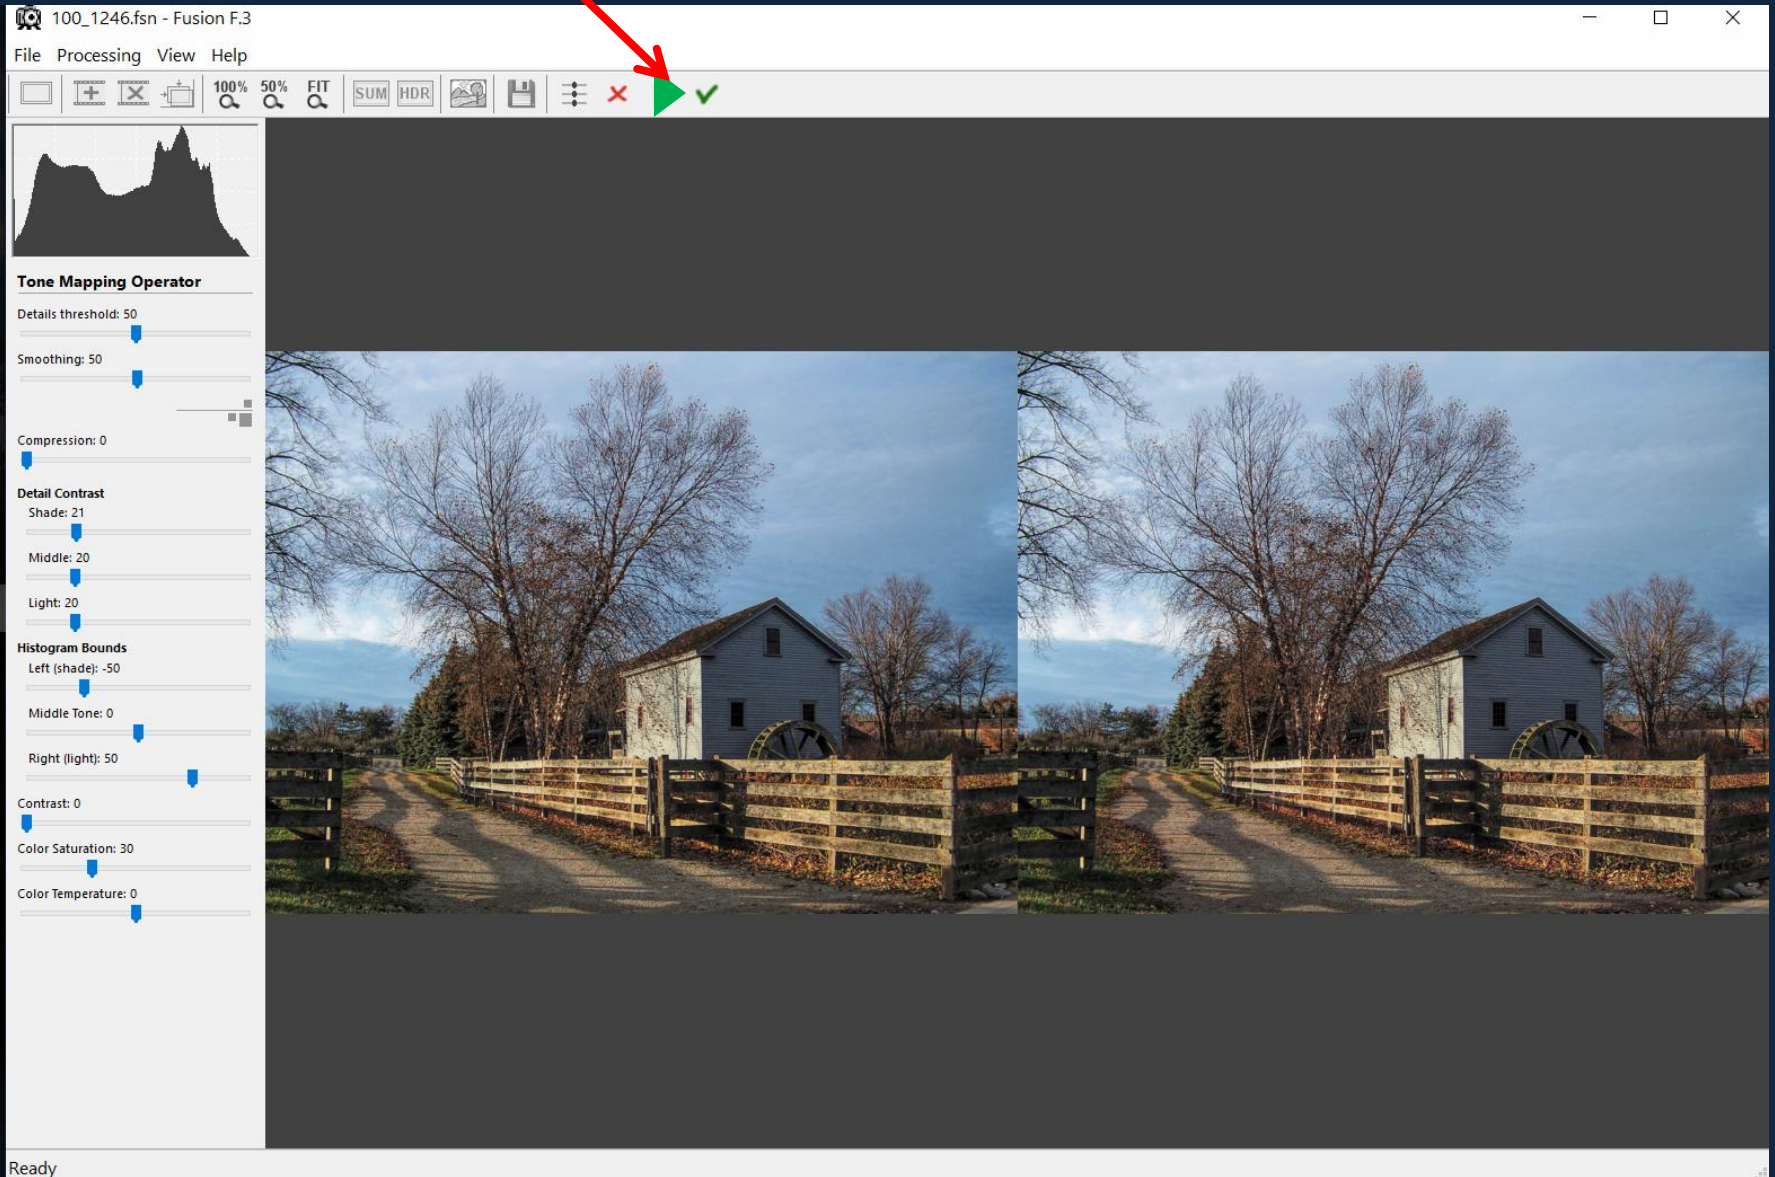 100_1246.fsn - Fusion F.3
File Processing View Help
100% 50% FIT SUM HDR
Tone Mapping Operator
Details threshold: 50
Smoothing: 50
Compression: 0
Detail Contrast
Shade: 21
Middle: 20
Light: 20
Histogram Bounds
Left (shade): -50
Middle Tone: 0
Right (light): 50
Contrast: 0
Color Saturation: 30
Color Temperature: 0
Ready